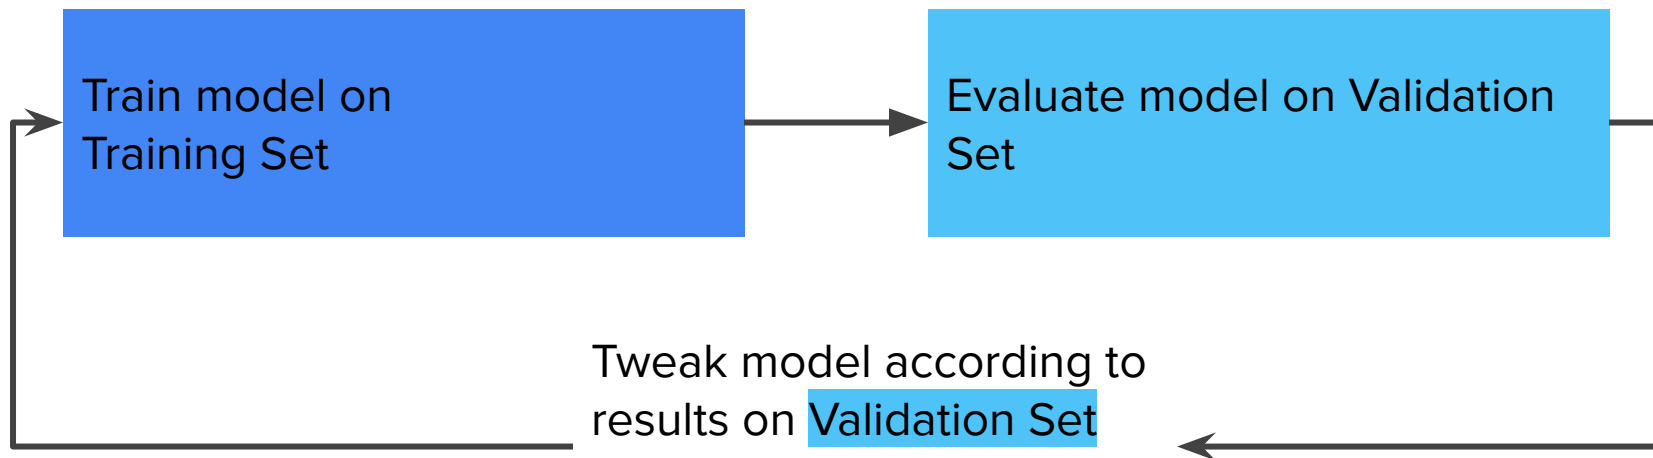 Train model on
Training Set
Evaluate model on Validation
Set
Tweak model according to
results on Validation Set